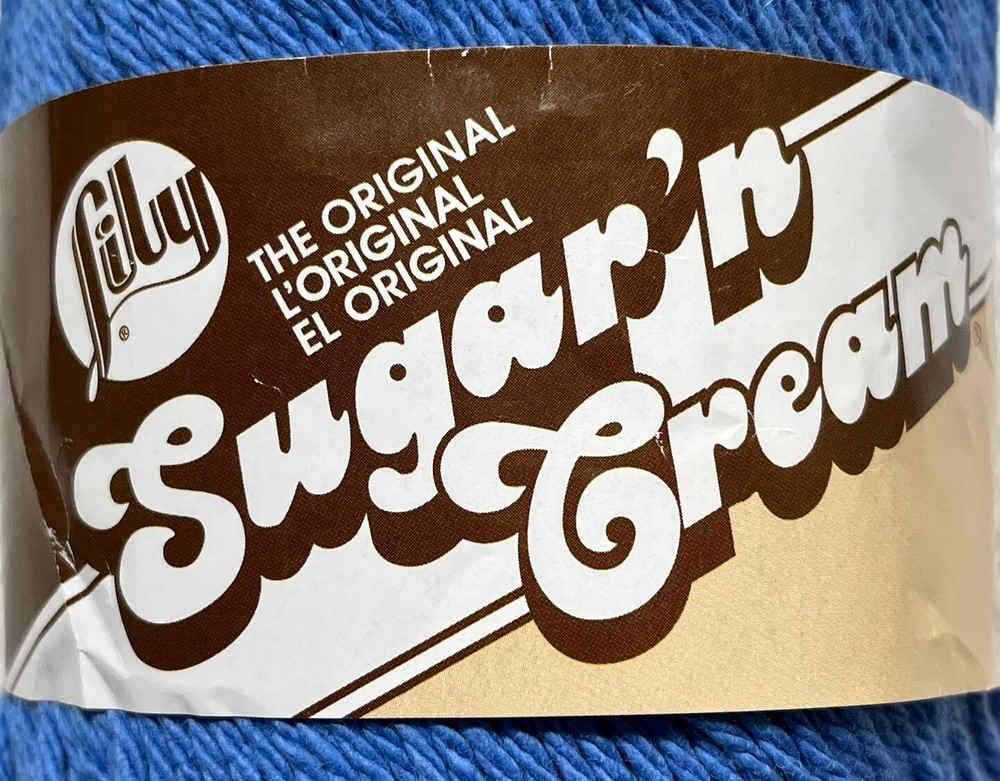 Lily®
THE ORIGINAL
L'ORIGINAL
EL ORIGINAL
Sugar'n
Cream®